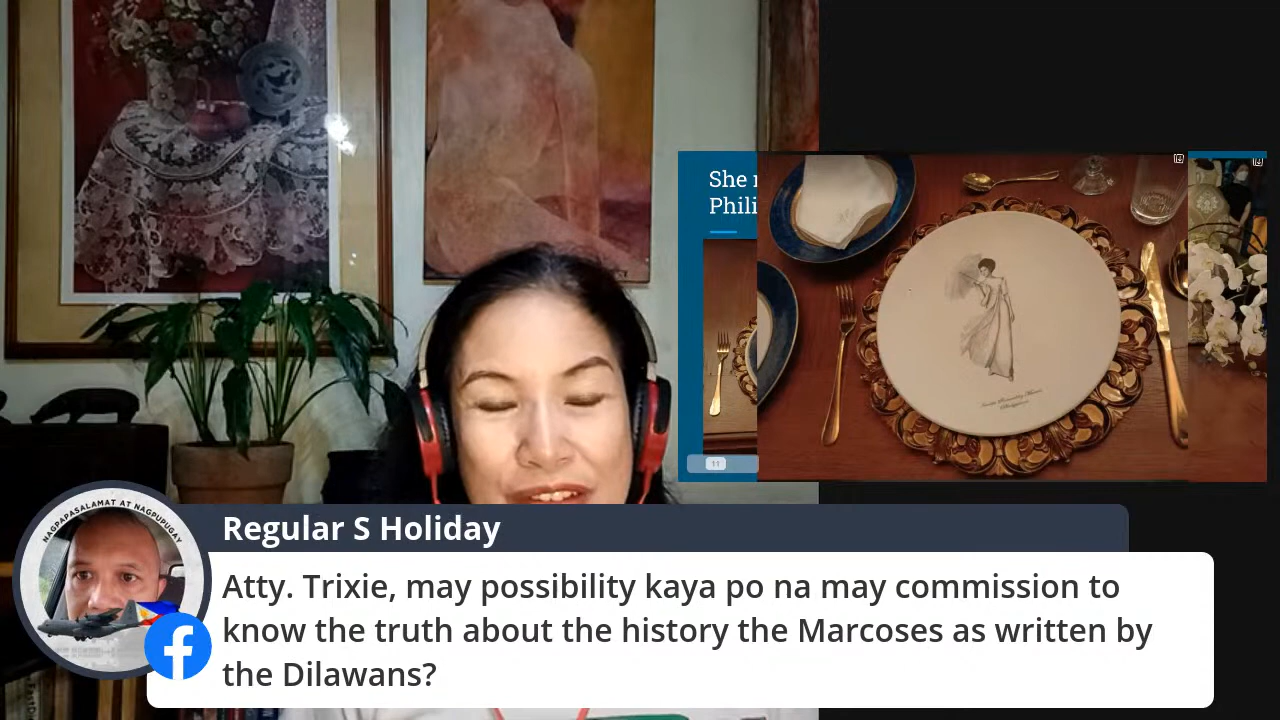 She
Phili
11
NAGPAPASALAMAT AT NAGPUPUGAY
Regular S Holiday
Atty. Trixie, may possibility kaya po na may commission to
know the truth about the history the Marcoses as written by
the Dilawans?